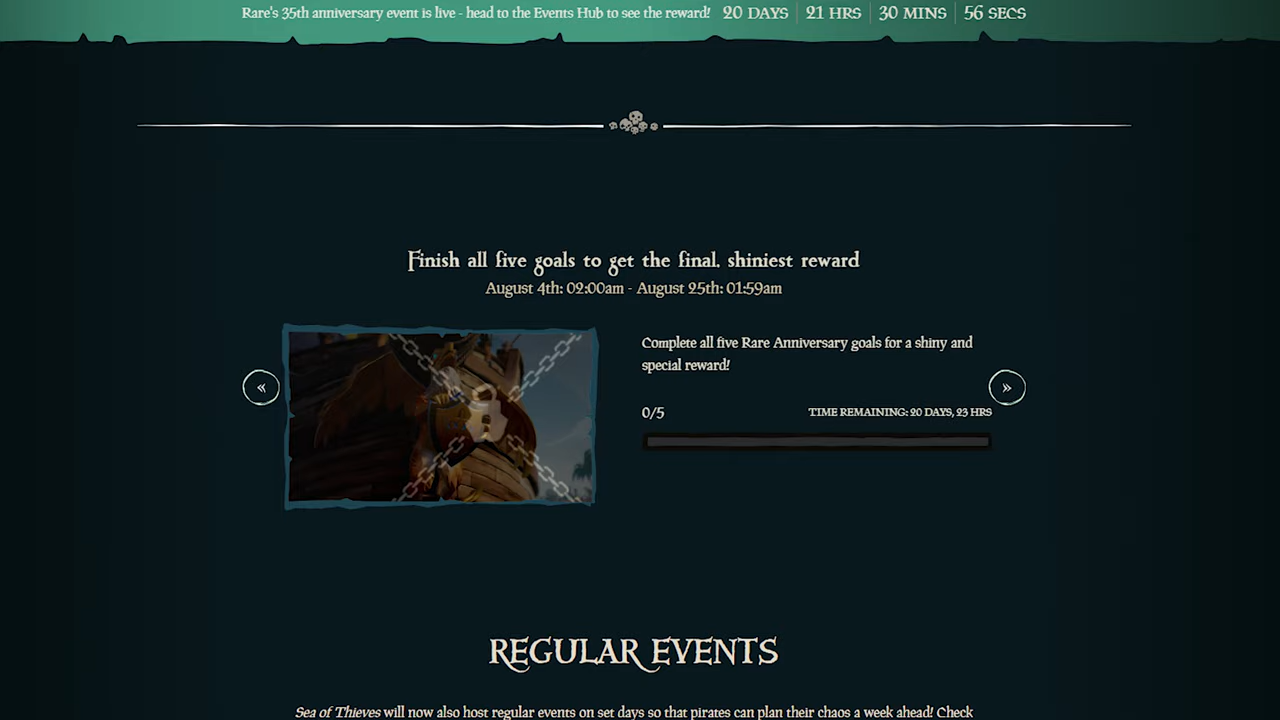 Rare's 35th anniversary event is live - head to the Events Hub to see the reward! 20 DAYS 21 HRS 30 MINS 56 SECS
Finish all five goals to get the final, shiniest reward
August 4th: 02:00am - August 25th: 01:59am
Complete all five Rare Anniversary goals for a shiny and
special reward!
0/5 TIME REMAINING: 20 DAYS, 23 HRS
« »
REGULAR EVENTS
Sea of Thieves will now also host regular events on set days so that pirates can plan their chaos a week ahead! Check